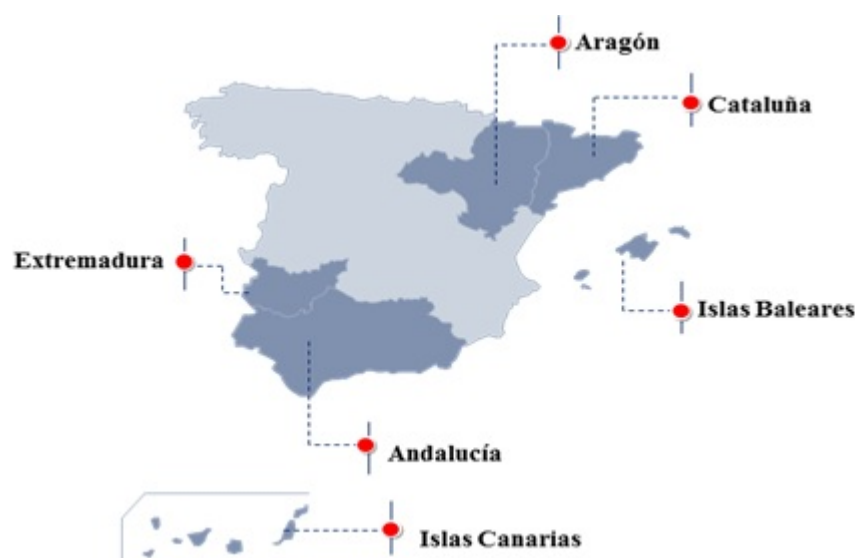 Aragón
Cataluña
Extremadura
Islas Baleares
Andalucía
Islas Canarias